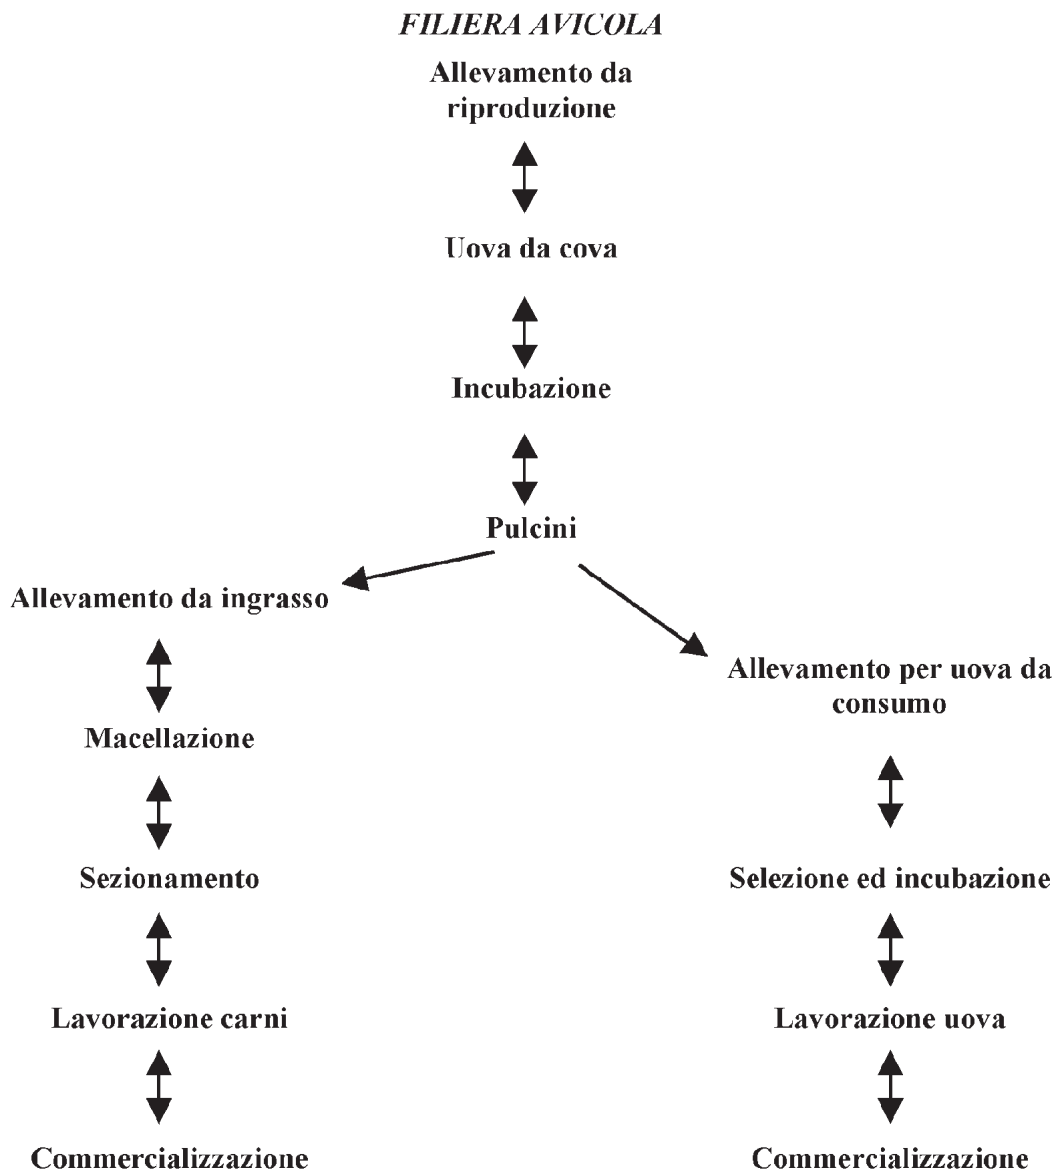 FILIERA AVICOLA
Allevamento da
riproduzione
Uova da cova
Incubazione
Pulcini
Allevamento da ingrasso
Macellazione
Sezionamento
Lavorazione carni
Commercializzazione
Allevamento per uova da
consumo
Selezione ed incubazione
Lavorazione uova
Commercializzazione